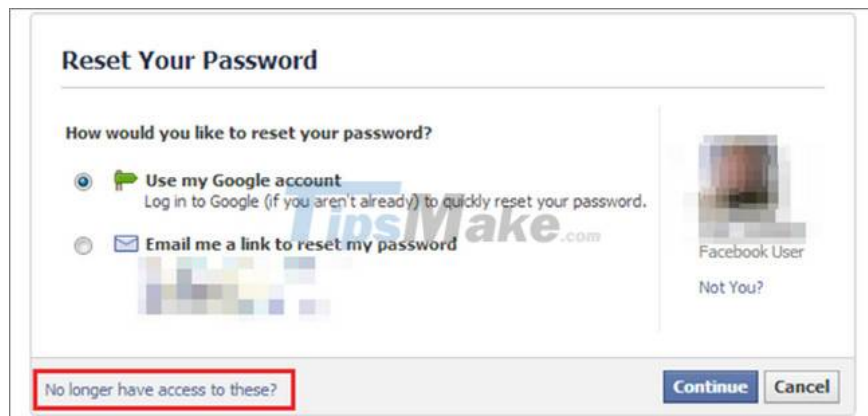 Reset Your Password
How would you like to reset your password?
Use my Google account
Log in to Google (if you aren't already) to quickly reset your password.
TipsMake.com
Email me a link to reset my password
Facebook User
Not You?
No longer have access to these?
Continue
Cancel